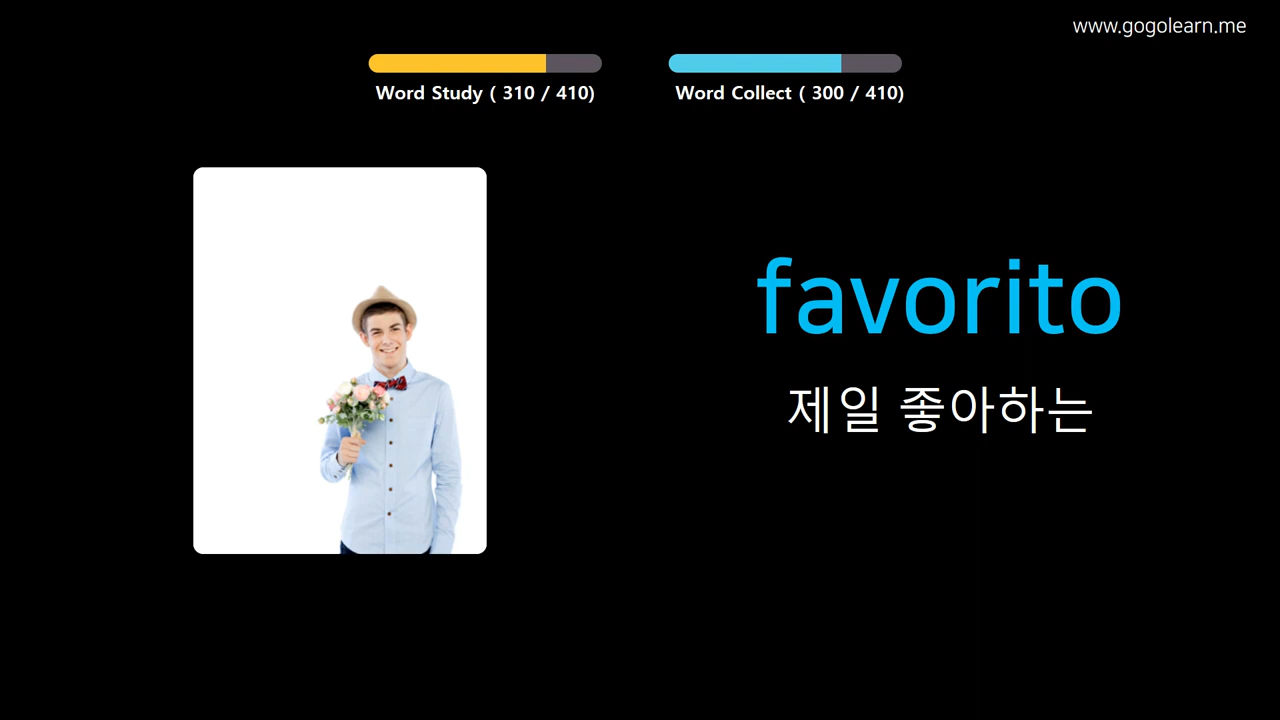 www.gogolearn.me
Word Study ( 310 / 410)
Word Collect ( 300 / 410)
favorito
제일 좋아하는